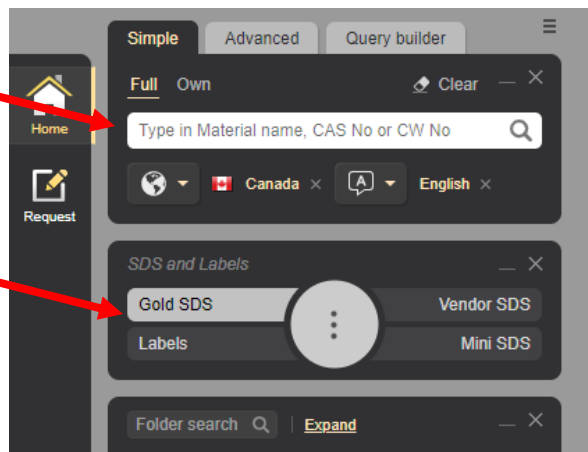 Simple Advanced Query builder
Full Own Clear
Home
Type in Material name, CAS No or CW No
Canada × A English ×
Request
SDS and Labels
Gold SDS Vendor SDS
Labels Mini SDS
Folder search | Expand